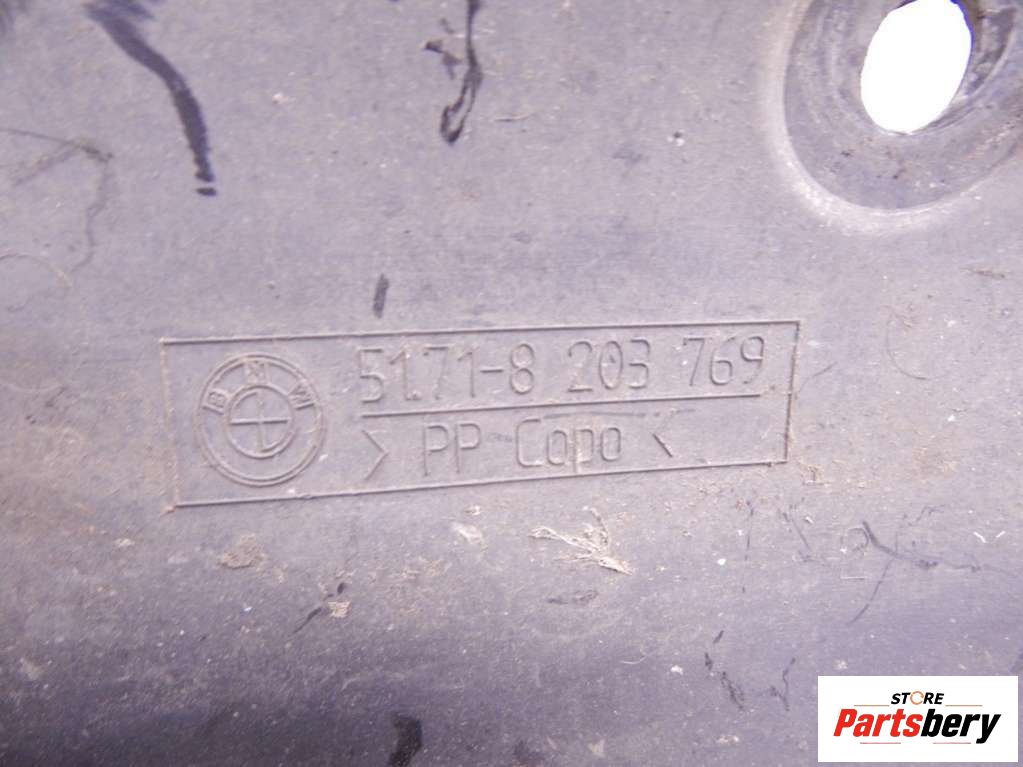 BMW
51.71-8 203 769
>PP-Copo<
STORE
Partsbery